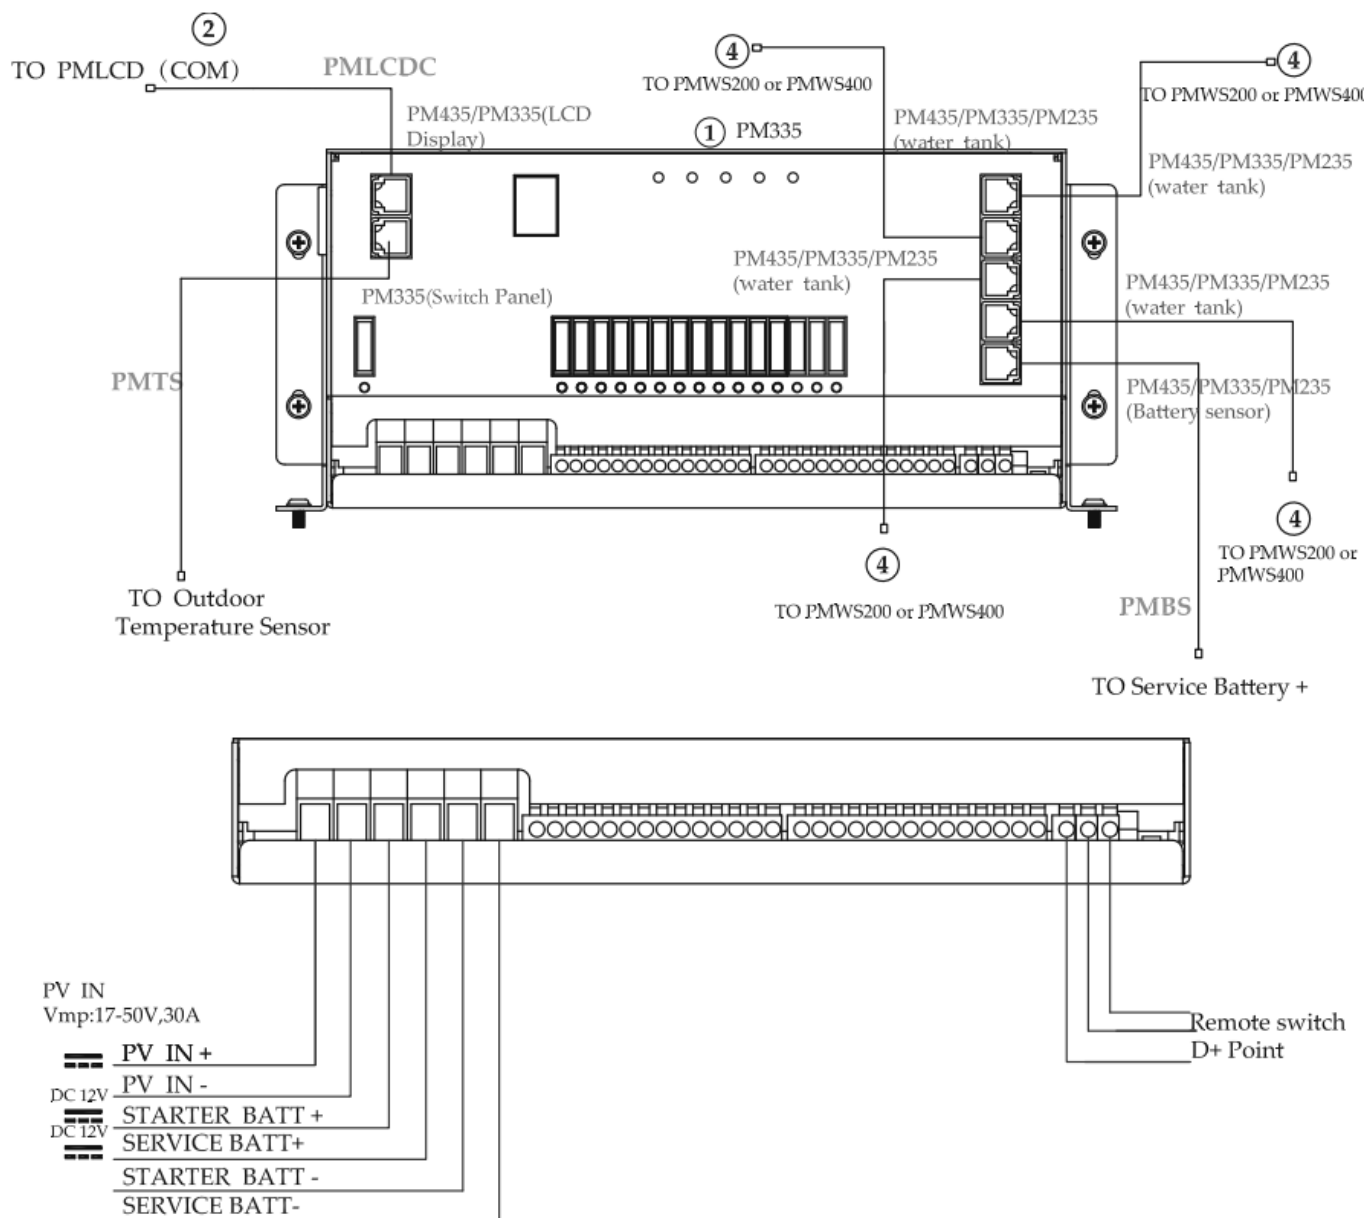 ②
TO PMLCD (COM)
PMLCDC
④
TO PMWS200 or PMWS400
④
TO PMWS200 or PMWS400
PM435/PM335(LCD
Display)
① PM335
PM435/PM335/PM235
(water tank)
PM435/PM335/PM235
(water tank)
PM435/PM335/PM235
(water tank)
PM335(Switch Panel)
PM435/PM335/PM235
(water tank)
PMTS
PM435/PM335/PM235
(Battery sensor)
④
TO PMWS200 or
PMWS400
④
TO PMWS200 or PMWS400
TO Outdoor
Temperature Sensor
PMBS
TO Service Battery +
PV IN
Vmp:17-50V,30A
PV IN +
PV IN -
DC 12V
STARTER BATT +
DC 12V
SERVICE BATT+
STARTER BATT -
SERVICE BATT-
Remote switch
D+ Point